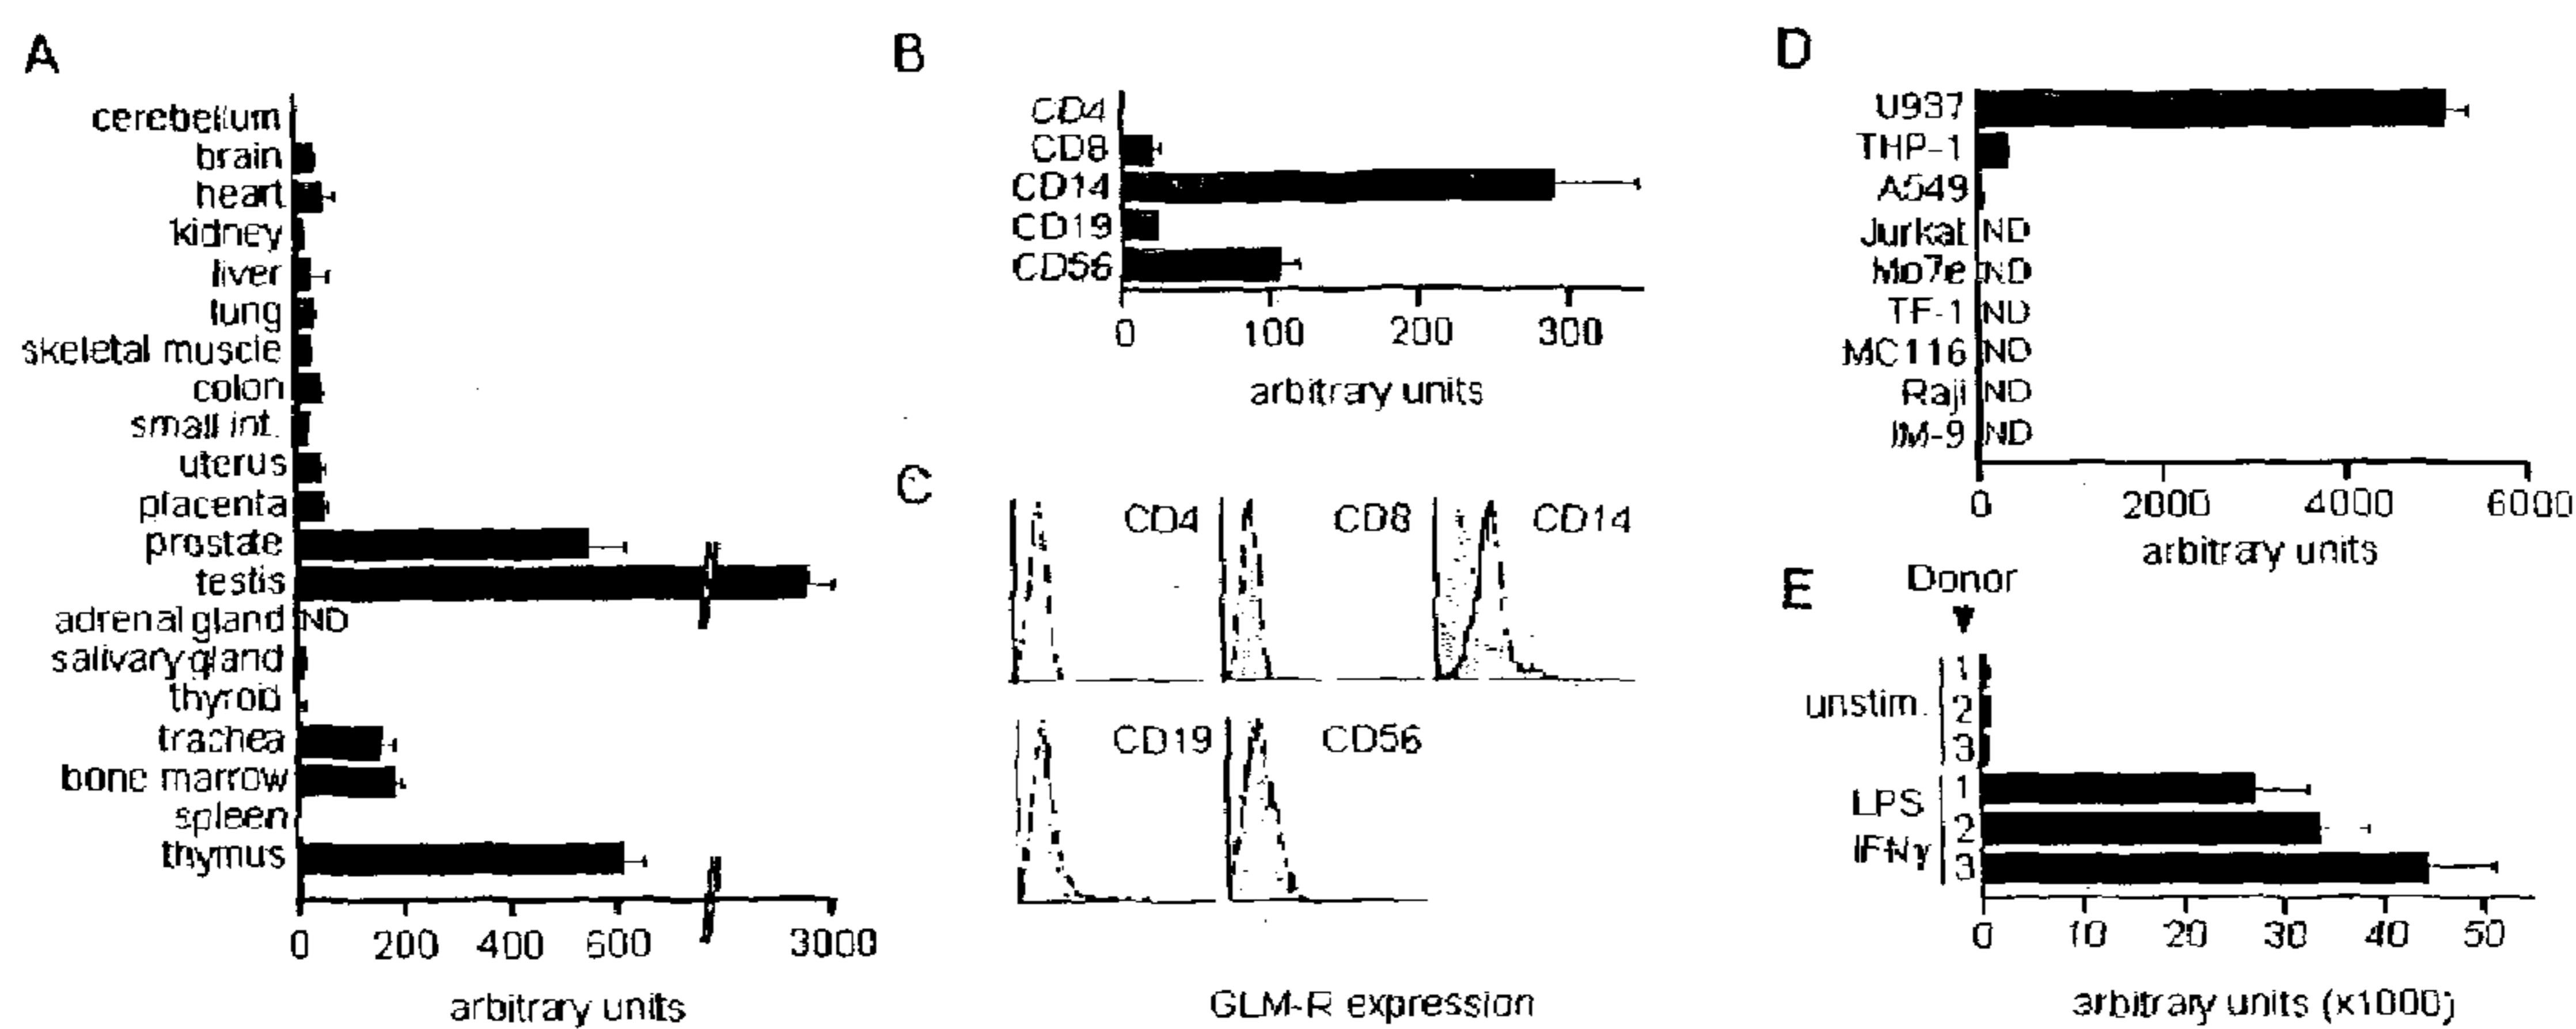 A
cerebellum
brain
heart
kidney
liver
lung
skeletal muscle
colon
small int.
uterus
placenta
prostate
testis
adrenal gland ND
salivary gland
thyroid
trachea
bone marrow
spleen
thymus
0 200 400 600 3000
arbitrary units
B
CD4
CD8
CD14
CD19
CD56
0 100 200 300
arbitrary units
C
CD4 CD8 CD14
CD19 CD56
GLM-R expression
D
U937
THP-1
A549
Jurkat ND
Mo7e ND
TF-1 ND
MC116 ND
Raji ND
IM-9 ND
0 2000 4000 6000
arbitrary units
E
Donor
unstim. 1
2
3
LPS 1
2
IFNγ 3
0 10 20 30 40 50
arbitrary units (x1000)